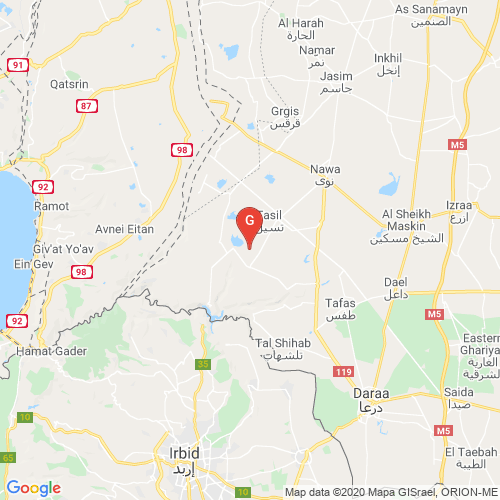 As Sanamayn
الصنمين
Al Harah
الحارة
Namar
نمر
Inkhil
إنخل
91
Jasim
جاسم
Qatsrin
87
Grgis
قرقس
M5
98
Nawa
نوى
92
Ramot
Izraa
ازرع
Al Sheikh
Maskin
الشيخ مسكين
G
Tasil
تسيل
Avnei Eitan
Giv'at Yo'av
Ein Gev
98
Dael
داعل
Tafas
طفس
M5
92
Hamat Gader
Tal Shihab
تلشهاب
Eastern
Ghariya
الغارية
الشرقية
35
119
Daraa
درعا
Saida
صيدا
10
M5
Irbid
إربد
El Taebah
الطيبة
65
10
Google
Map data ©2020 Mapa GISrael, ORION-ME